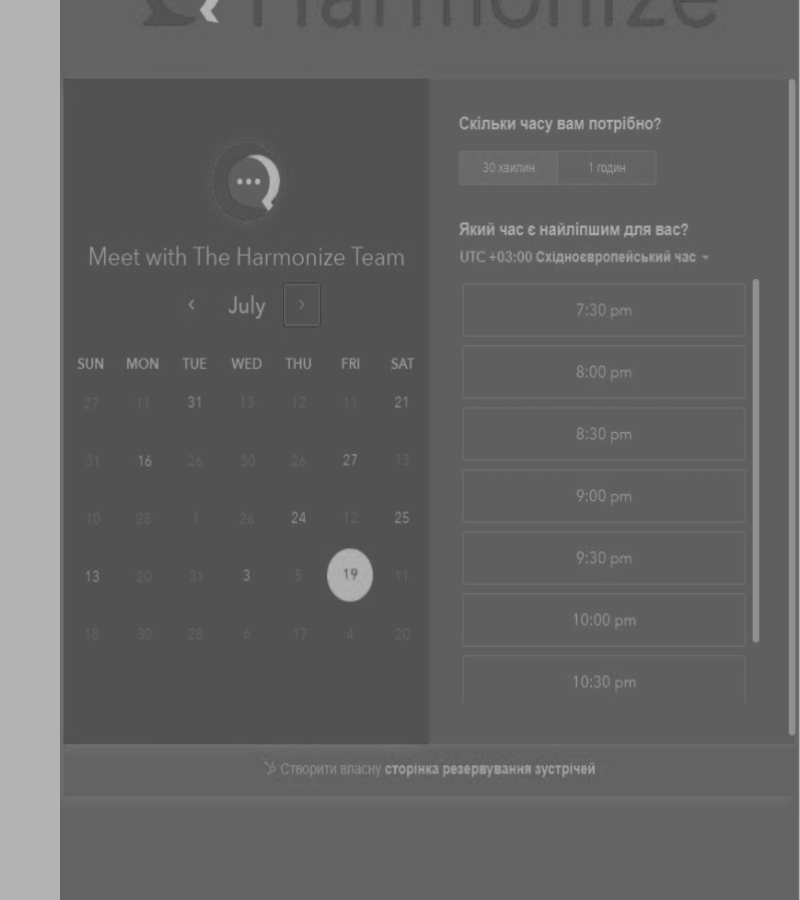 Harmonize
Meet with The Harmonize Team
July
SUN MON TUE WED THU FRI SAT
27 11 31 13 12 11 21
31 16 26 30 26 27 13
10 28 1 26 24 12 25
13 20 31 3 5 19 11
18 30 28 6 17 4 20
Скільки часу вам потрібно?
30 хвилин 1 годин
Який час є найліпшим для вас?
UTC +03:00 Східноєвропейський час
7:30 pm
8:00 pm
8:30 pm
9:00 pm
9:30 pm
10:00 pm
10:30 pm
Створити власну сторінка резервування зустрічей